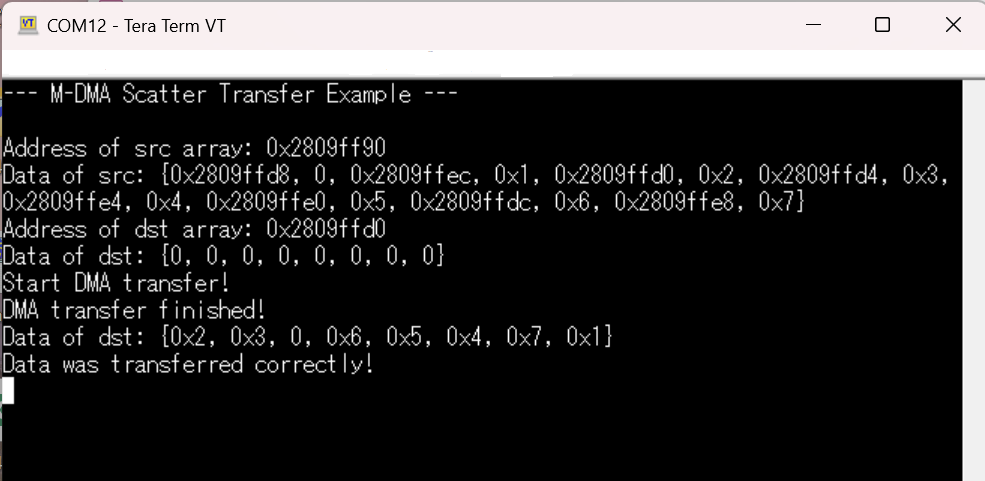 VT
COM12 - Tera Term VT
--- M-DMA Scatter Transfer Example ---
Address of src array: 0x2809ff90
Data of src: {0x2809ffd8, 0, 0x2809ffec, 0x1, 0x2809ffd0, 0x2, 0x2809ffd4, 0x3,
0x2809ffe4, 0x4, 0x2809ffe0, 0x5, 0x2809ffdc, 0x6, 0x2809ffe8, 0x7}
Address of dst array: 0x2809ffd0
Data of dst: {0, 0, 0, 0, 0, 0, 0, 0}
Start DMA transfer!
DMA transfer finished!
Data of dst: {0x2, 0x3, 0, 0x6, 0x5, 0x4, 0x7, 0x1}
Data was transferred correctly!